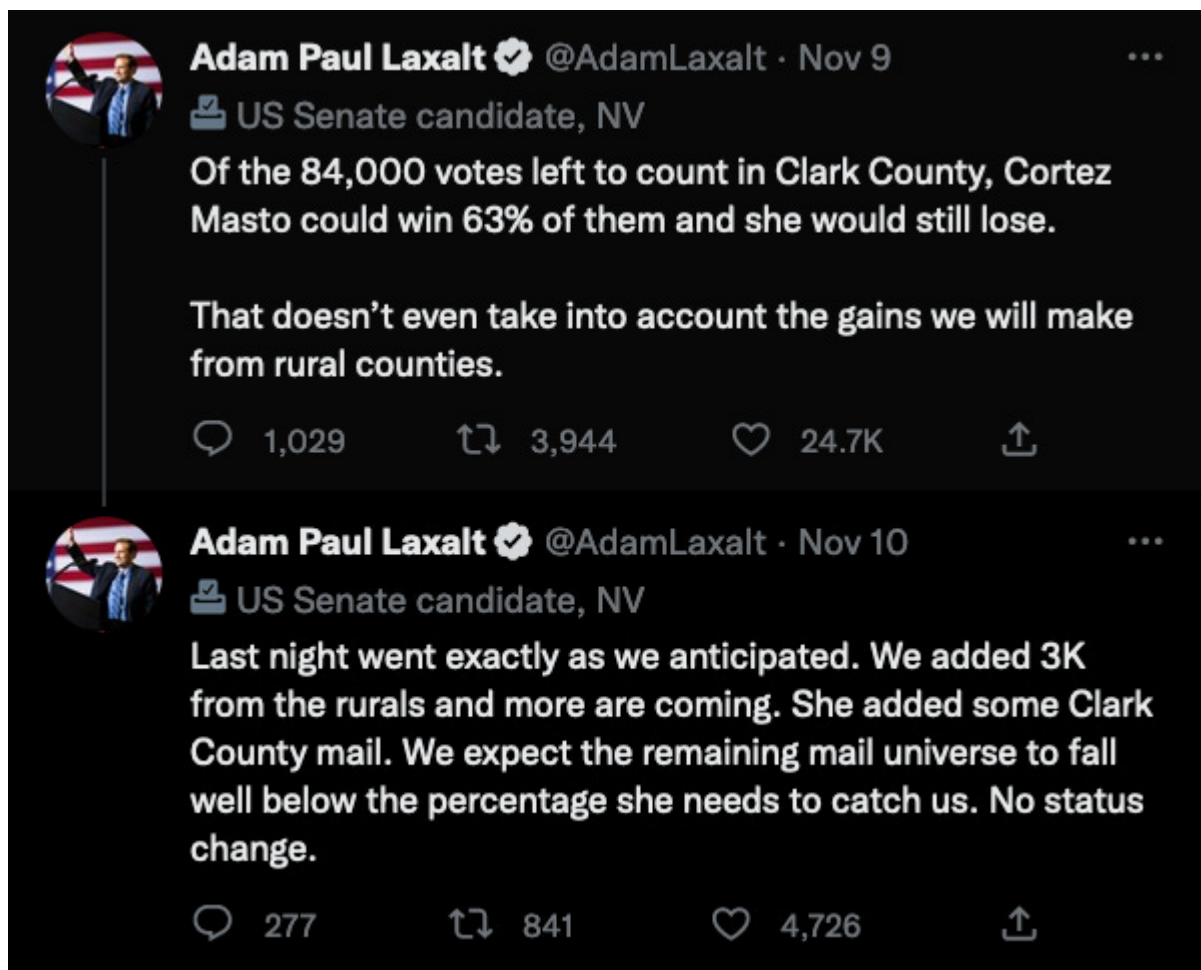 Adam Paul Laxalt @AdamLaxalt · Nov 9
US Senate candidate, NV
Of the 84,000 votes left to count in Clark County, Cortez
Masto could win 63% of them and she would still lose.
That doesn’t even take into account the gains we will make
from rural counties.
1,029 3,944 24.7K
Adam Paul Laxalt @AdamLaxalt · Nov 10
US Senate candidate, NV
Last night went exactly as we anticipated. We added 3K
from the rurals and more are coming. She added some Clark
County mail. We expect the remaining mail universe to fall
well below the percentage she needs to catch us. No status
change.
277 841 4,726